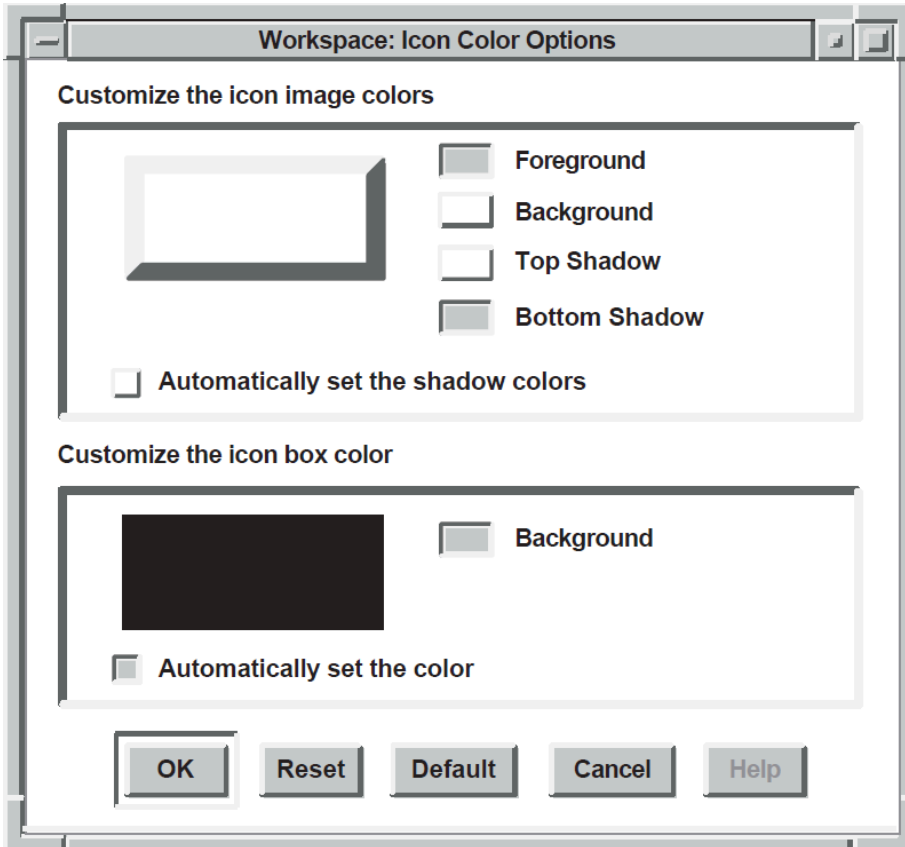 Workspace: Icon Color Options
Customize the icon image colors
Foreground
Background
Top Shadow
Bottom Shadow
Automatically set the shadow colors
Customize the icon box color
Background
Automatically set the color
OK Reset Default Cancel Help